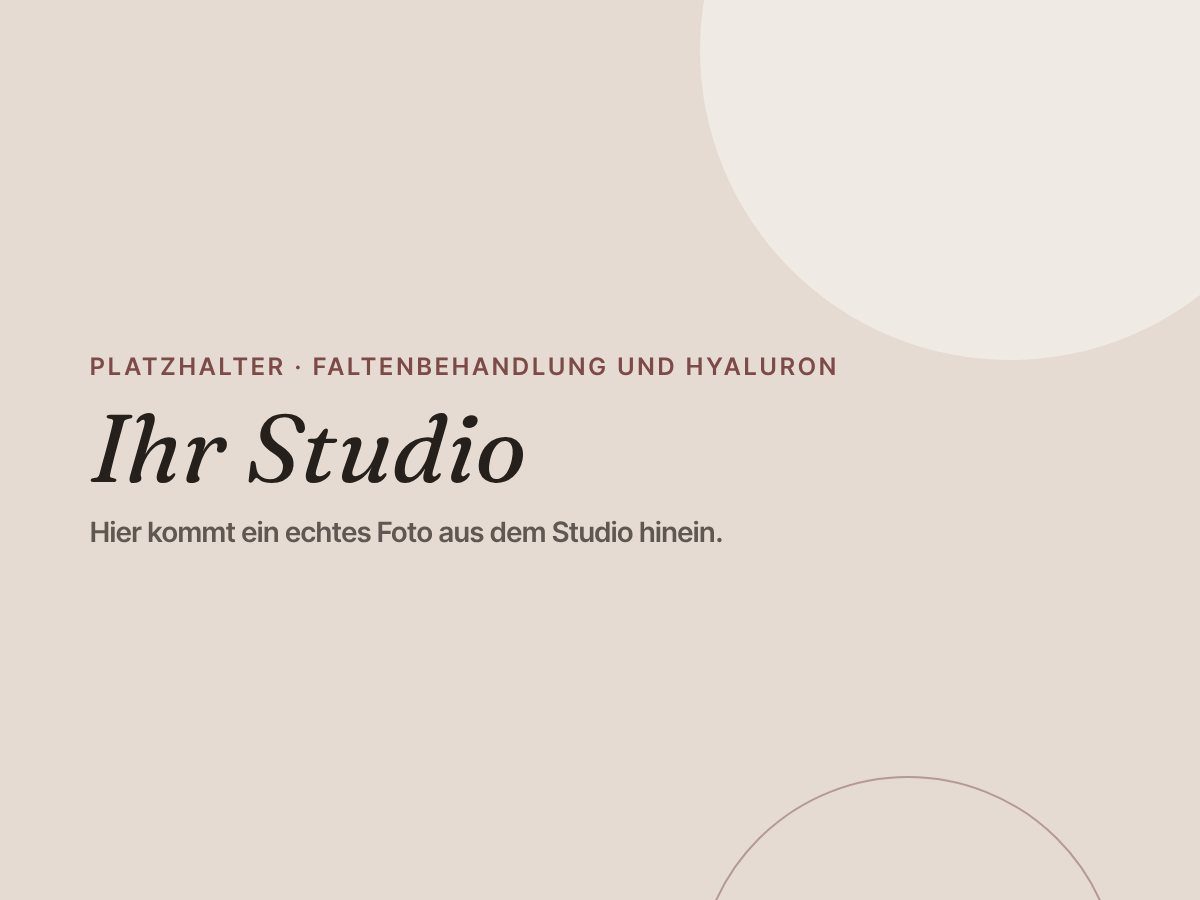 PLATZHALTER · FALTENBEHANDLUNG UND HYALURON
Ihr Studio
Hier kommt ein echtes Foto aus dem Studio hinein.